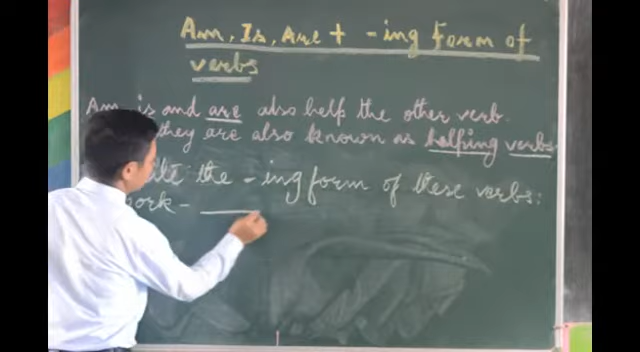 Am, Is, Are + -ing Form of
verbs
Am, is and are also help the other verb.
they are also known as helping verbs.
the -ing form of these verbs: